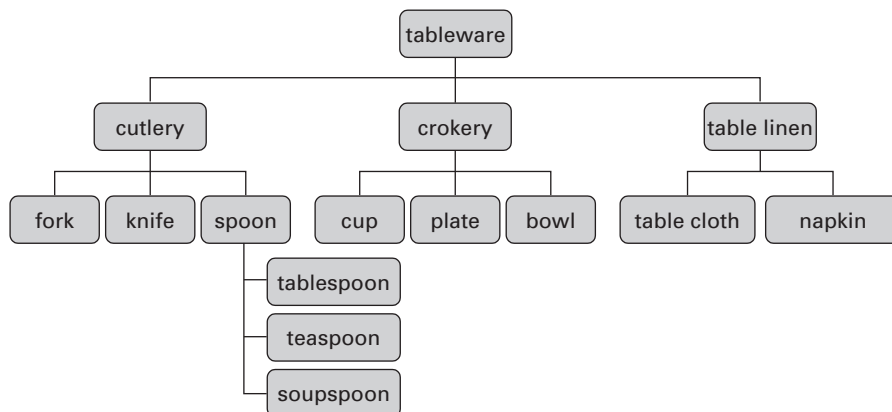 tableware
cutlery crokery table linen
fork knife spoon cup plate bowl table cloth napkin
tablespoon
teaspoon
soupspoon